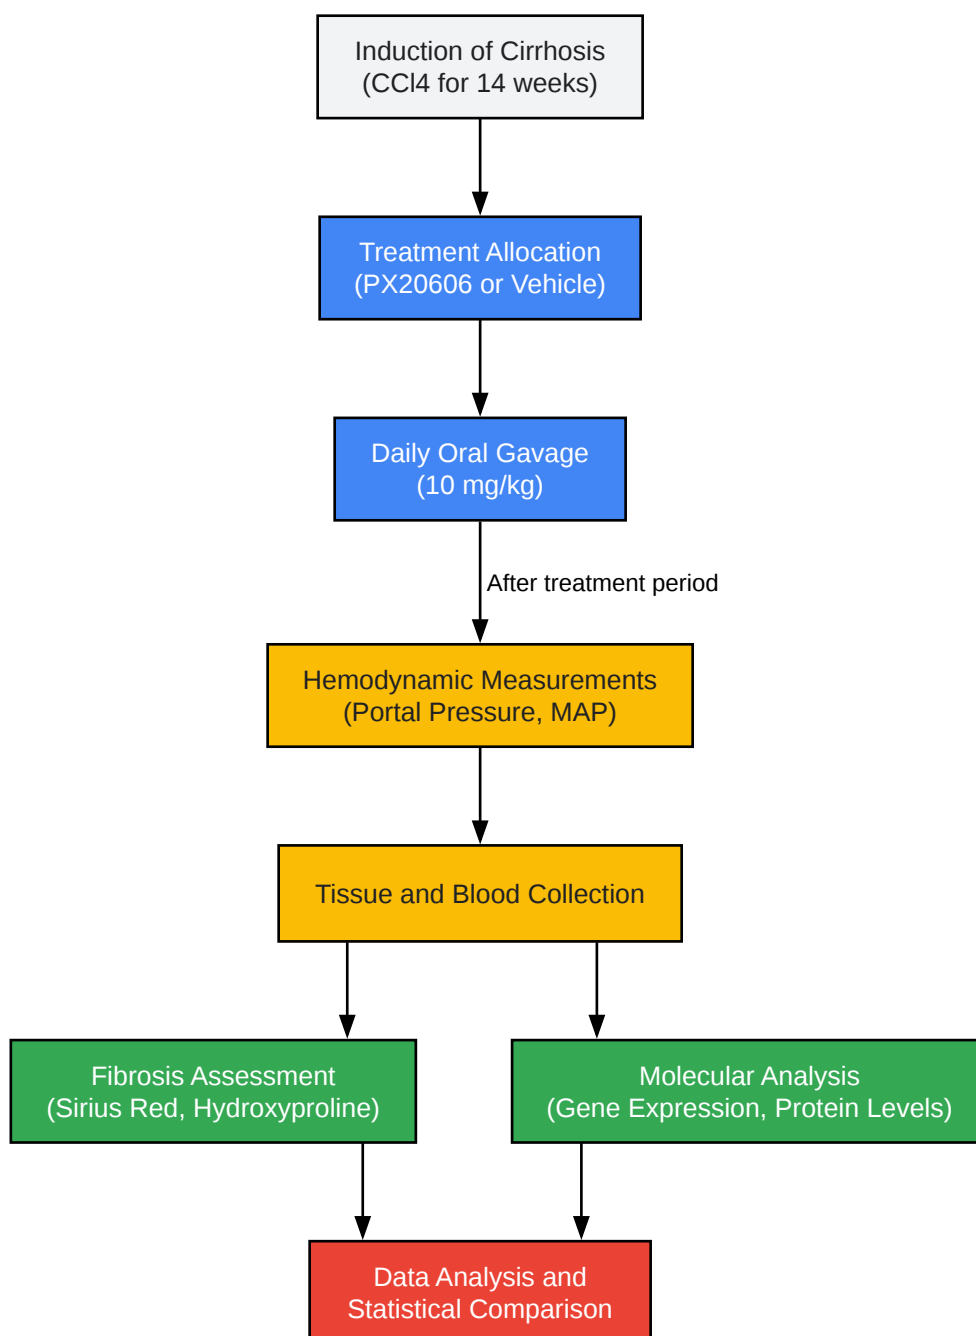 Induction of Cirrhosis
(CCl4 for 14 weeks)
Treatment Allocation
(PX20606 or Vehicle)
Daily Oral Gavage
(10 mg/kg)
After treatment period
Hemodynamic Measurements
(Portal Pressure, MAP)
Tissue and Blood Collection
Fibrosis Assessment
(Sirius Red, Hydroxyproline)
Molecular Analysis
(Gene Expression, Protein Levels)
Data Analysis and
Statistical Comparison